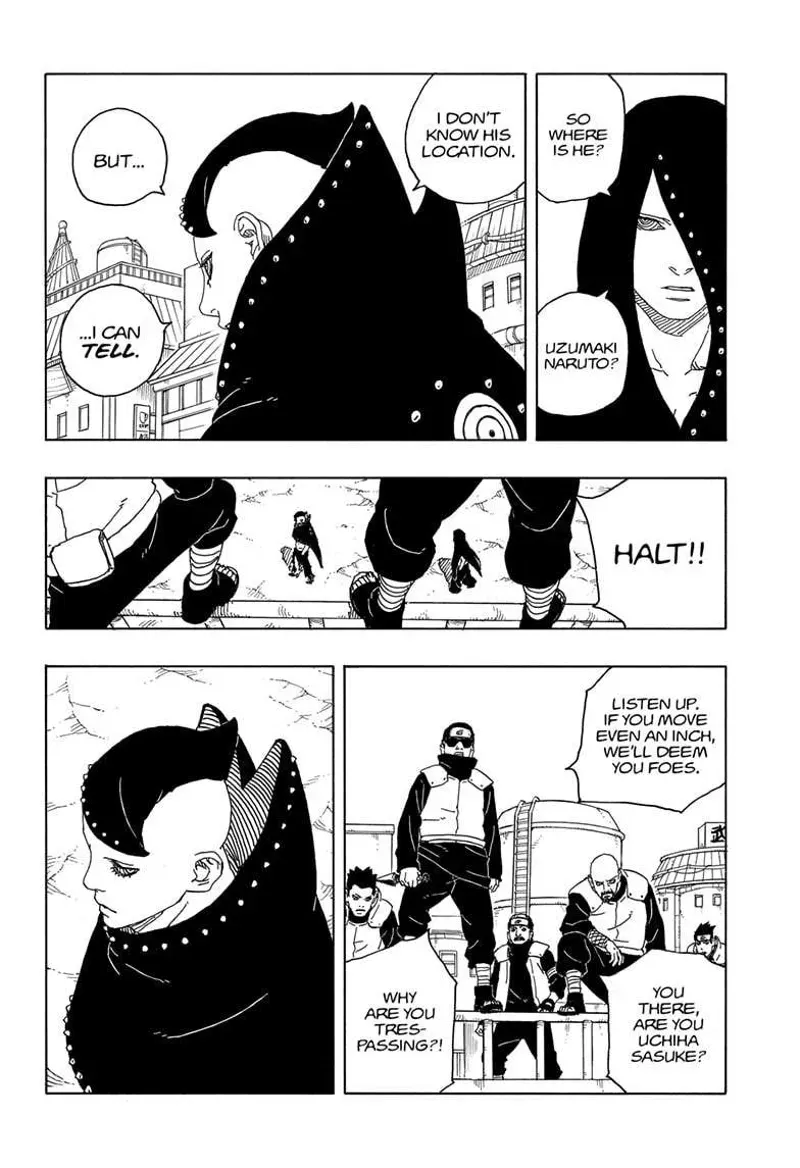 SO
WHERE
IS HE?
UZUMAKI
NARUTO?
I DON'T
KNOW HIS
LOCATION.
BUT...
...I CAN
TELL.
HALT!!
LISTEN UP.
IF YOU MOVE
EVEN AN INCH,
WE'LL DEEM
YOU FOES.
YOU
THERE,
ARE YOU
UCHIHA
SASUKE?
WHY
ARE YOU
TRES-
PASSING?!
武